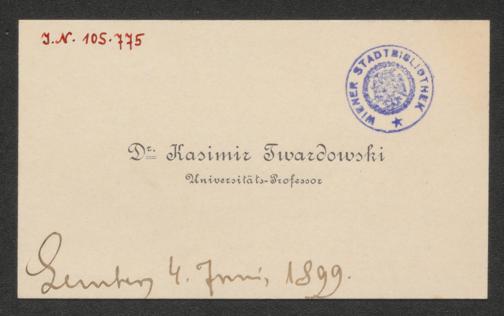 J.N. 105.775
WIENER STADTBIBLIOTHEK
Dr. Kasimir Twardowski
Universitäts-Professor
Lemberg 4. Juni, 1899.